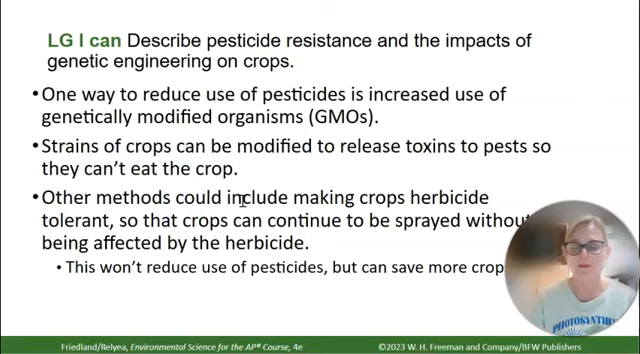 LG I can Describe pesticide resistance and the impacts of
genetic engineering on crops.
•One way to reduce use of pesticides is increased use of
genetically modified organisms (GMOs).
•Strains of crops can be modified to release toxins to pests so
they can't eat the crop.
•Other methods could include making crops herbicide
tolerant, so that crops can continue to be sprayed without
being affected by the herbicide.
• This won't reduce use of pesticides, but can save more
Friedland/Relyea, Environmental Science for the AP® Course, 4e
©2023 W. H. Freeman and Company/BFW Publishers